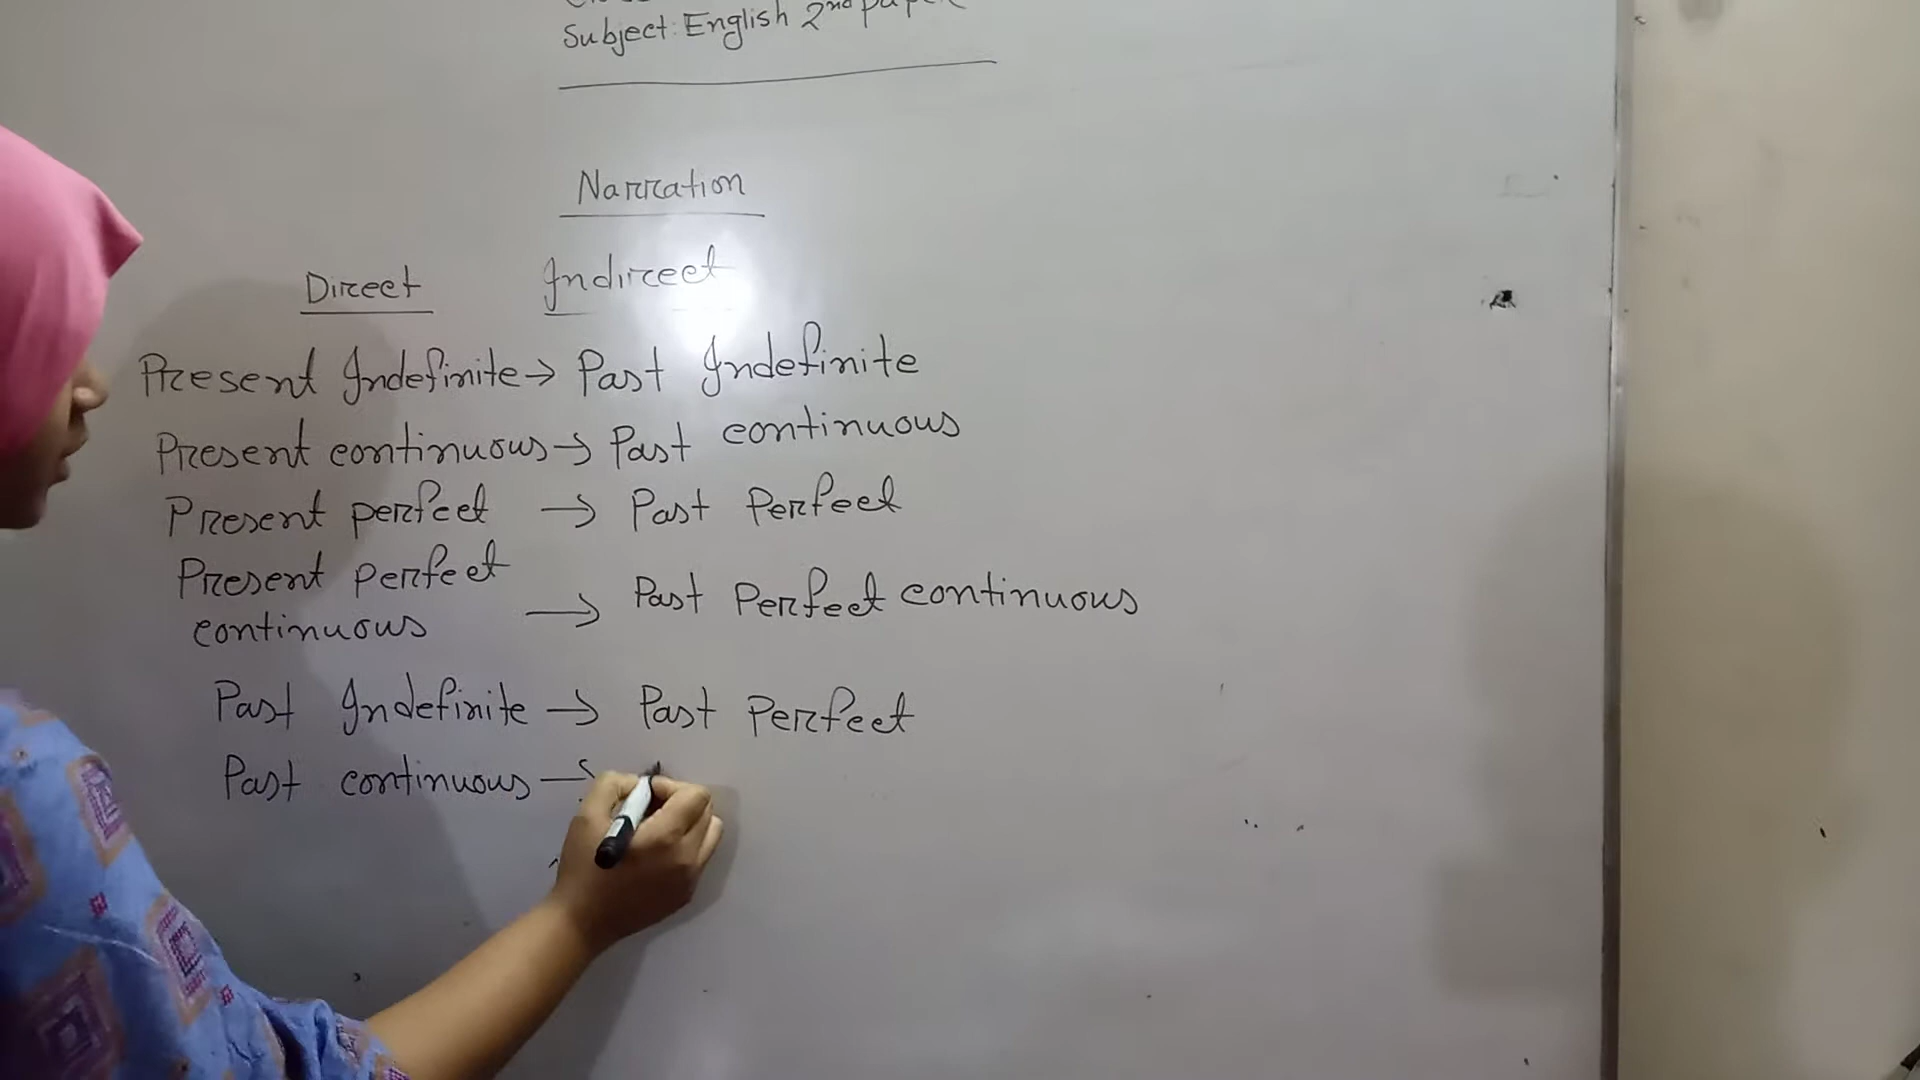 Subject: English 2nd paper
Narration
Direct Indirect
Present Indefinite → Past Indefinite
Present continuous → Past continuous
Present perfect → Past Perfect
Present perfect
continuous → Past Perfect continuous
Past Indefinite → Past Perfect
Past continuous →